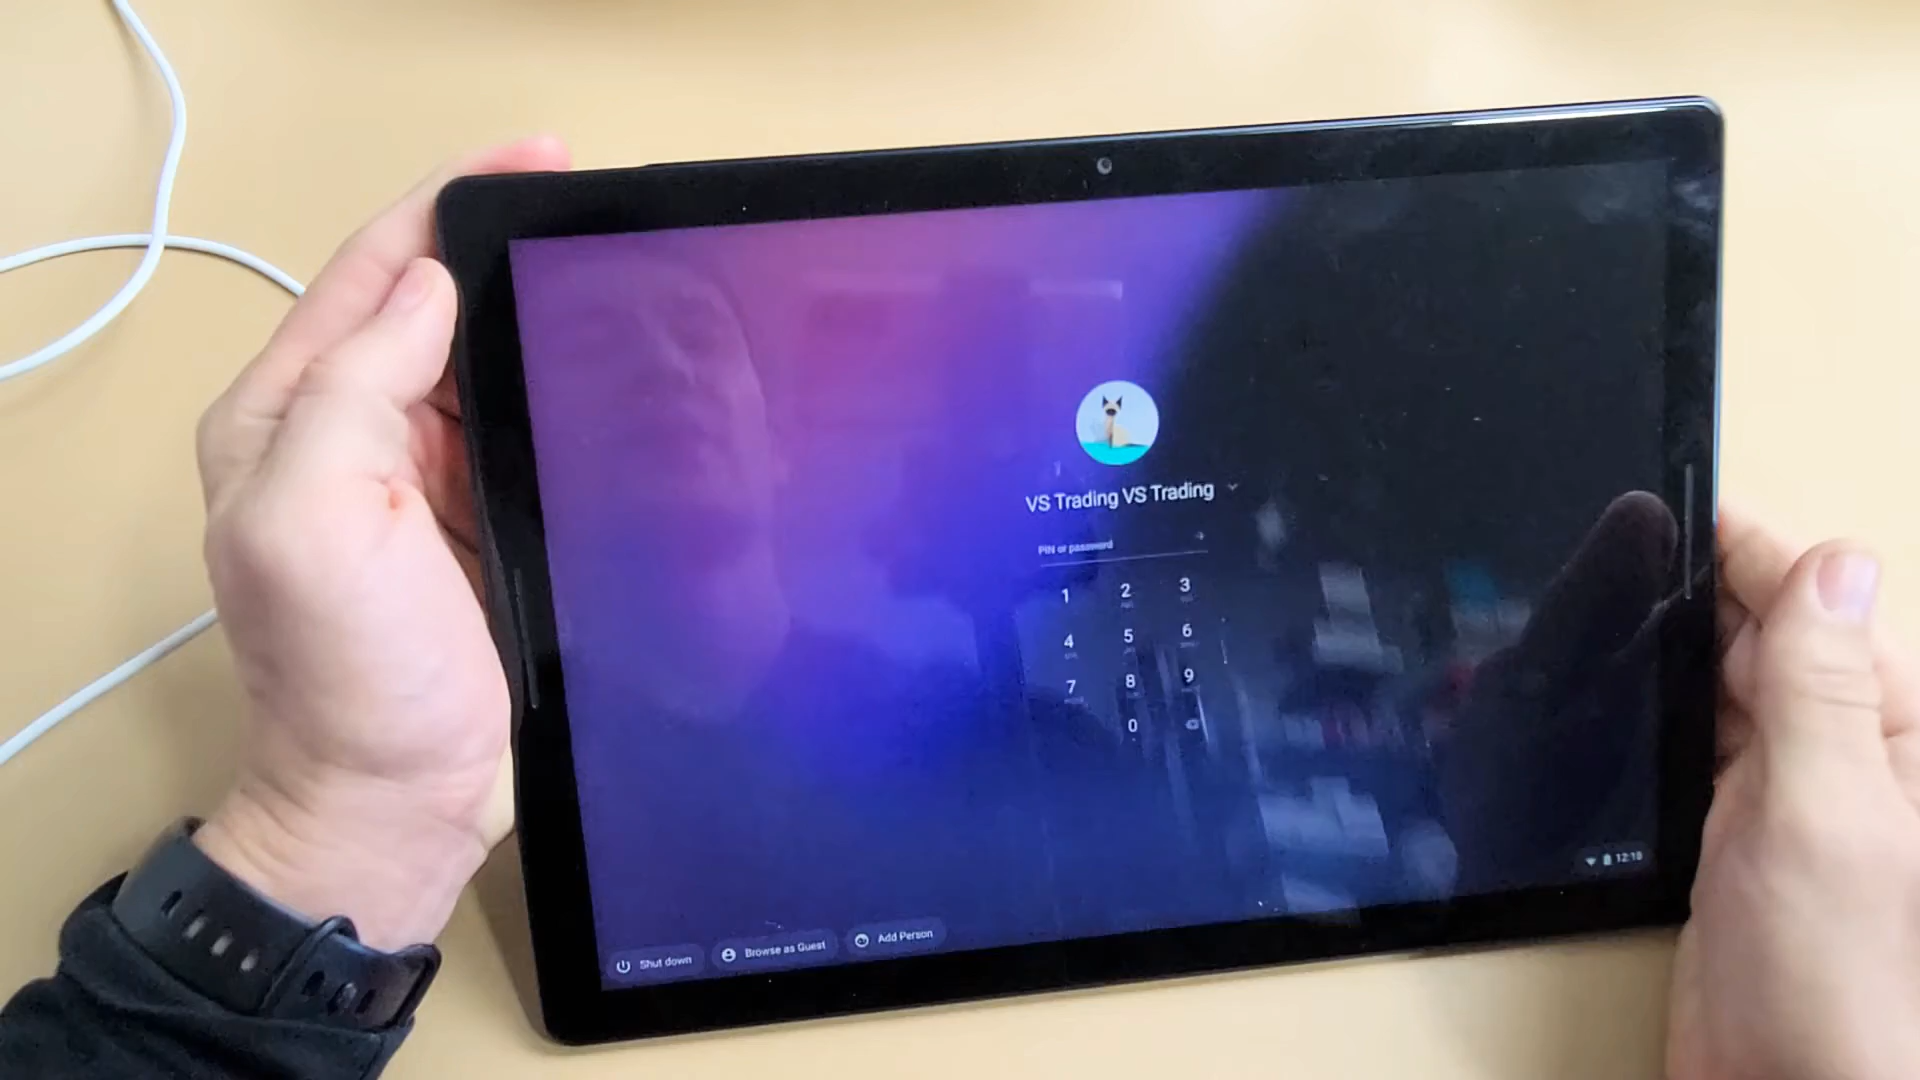 VS Trading VS Trading
PIN or password
1 2 3
4 5 6
7 8 9
0
12:10
Shut down Browse as Guest Add Person